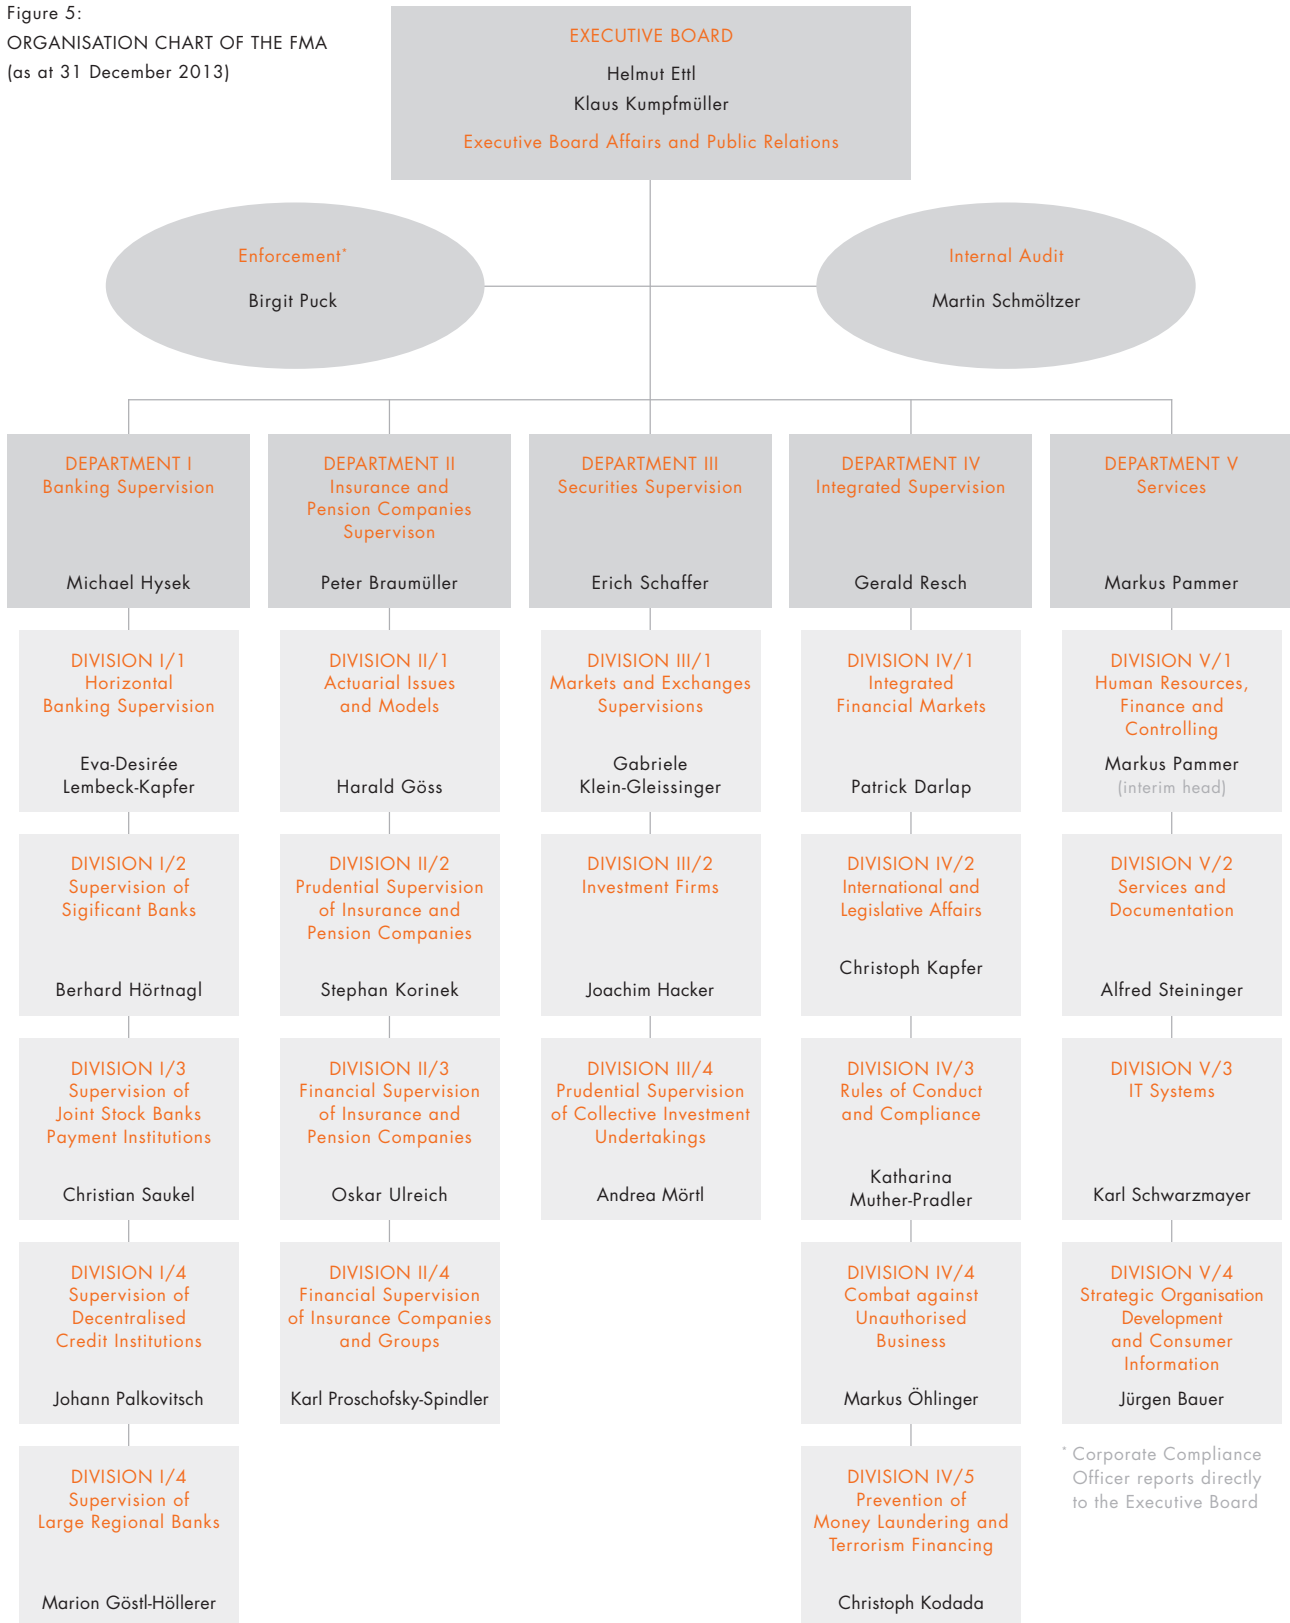 Figure 5:
ORGANISATION CHART OF THE FMA
(as at 31 December 2013)
EXECUTIVE BOARD
Helmut Ettl
Klaus Kumpfmüller
Executive Board Affairs and Public Relations
Enforcement*
Birgit Puck
Internal Audit
Martin Schmöltzer
DEPARTMENT I
Banking Supervision
Michael Hysek
DEPARTMENT II
Insurance and
Pension Companies
Supervison
Peter Braumüller
DEPARTMENT III
Securities Supervision
Erich Schaffer
DEPARTMENT IV
Integrated Supervision
Gerald Resch
DEPARTMENT V
Services
Markus Pammer
DIVISION I/1
Horizontal
Banking Supervision
Eva-Desirée
Lembeck-Kapfer
DIVISION II/1
Actuarial Issues
and Models
Harald Göss
DIVISION III/1
Markets and Exchanges
Supervisions
Gabriele
Klein-Gleissinger
DIVISION IV/1
Integrated
Financial Markets
Patrick Darlap
DIVISION V/1
Human Resources,
Finance and
Controlling
Markus Pammer
(interim head)
DIVISION I/2
Supervision of
Sigificant Banks
Berhard Hörtnagl
DIVISION II/2
Prudential Supervision
of Insurance and
Pension Companies
Stephan Korinek
DIVISION III/2
Investment Firms
Joachim Hacker
DIVISION IV/2
International and
Legislative Affairs
Christoph Kapfer
DIVISION V/2
Services and
Documentation
Alfred Steininger
DIVISION I/3
Supervision of
Joint Stock Banks
Payment Institutions
Christian Saukel
DIVISION II/3
Financial Supervision
of Insurance and
Pension Companies
Oskar Ulreich
DIVISION III/4
Prudential Supervision
of Collective Investment
Undertakings
Andrea Mörtl
DIVISION IV/3
Rules of Conduct
and Compliance
Katharina
Muther-Pradler
DIVISION V/3
IT Systems
Karl Schwarzmayer
DIVISION I/4
Supervision of
Decentralised
Credit Institutions
Johann Palkovitsch
DIVISION II/4
Financial Supervision
of Insurance Companies
and Groups
Karl Proschofsky-Spindler
DIVISION IV/4
Combat against
Unauthorised
Business
Markus Öhlinger
DIVISION V/4
Strategic Organisation
Development
and Consumer
Information
Jürgen Bauer
DIVISION I/4
Supervision of
Large Regional Banks
Marion Göstl-Höllerer
DIVISION IV/5
Prevention of
Money Laundering and
Terrorism Financing
Christoph Kodada
* Corporate Compliance
Officer reports directly
to the Executive Board